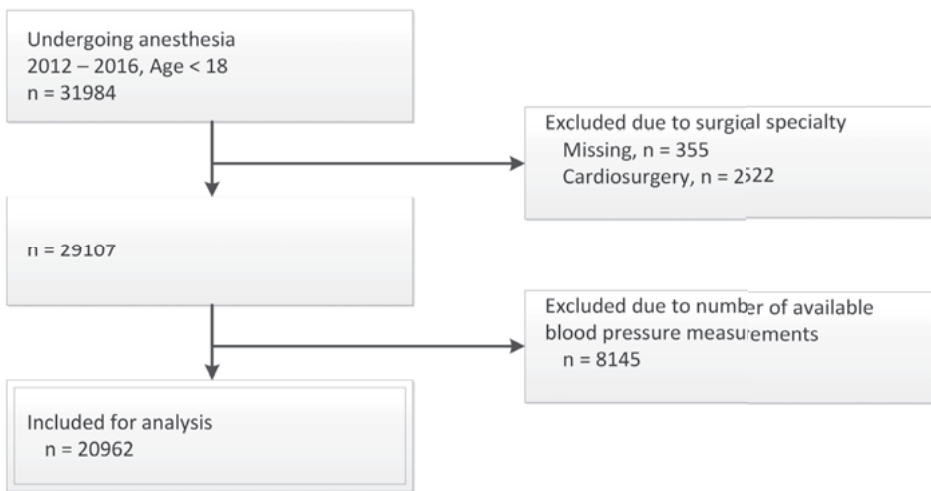 Undergoing anesthesia
2012 – 2016, Age < 18
n = 31984
Excluded due to surgical specialty
Missing, n = 355
Cardiosurgery, n = 2522
n = 29107
Excluded due to number of available
blood pressure measurements
n = 8145
Included for analysis
n = 20962